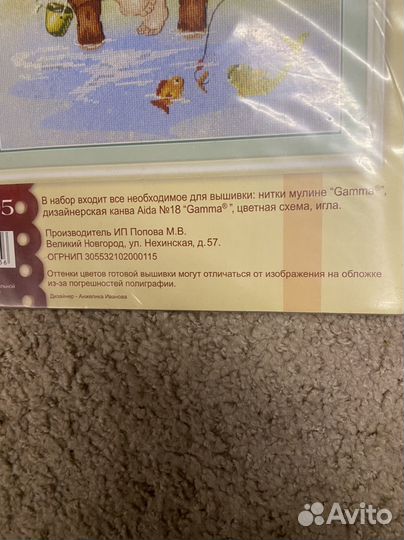 5
В набор входит все необходимое для вышивки: нитки мулине "Gamma®",
дизайнерская канва Aida №18 "Gamma®", цветная схема, игла.
Производитель ИП Попова М.В.
Великий Новгород, ул. Нехинская, д.57.
ОГРНИП 305532102000115
Оттенки цветов готовой вышивки могут отличаться от изображения на обложке
из-за погрешностей полиграфии.
Дизайнер - Анжелика Иванова
Avito